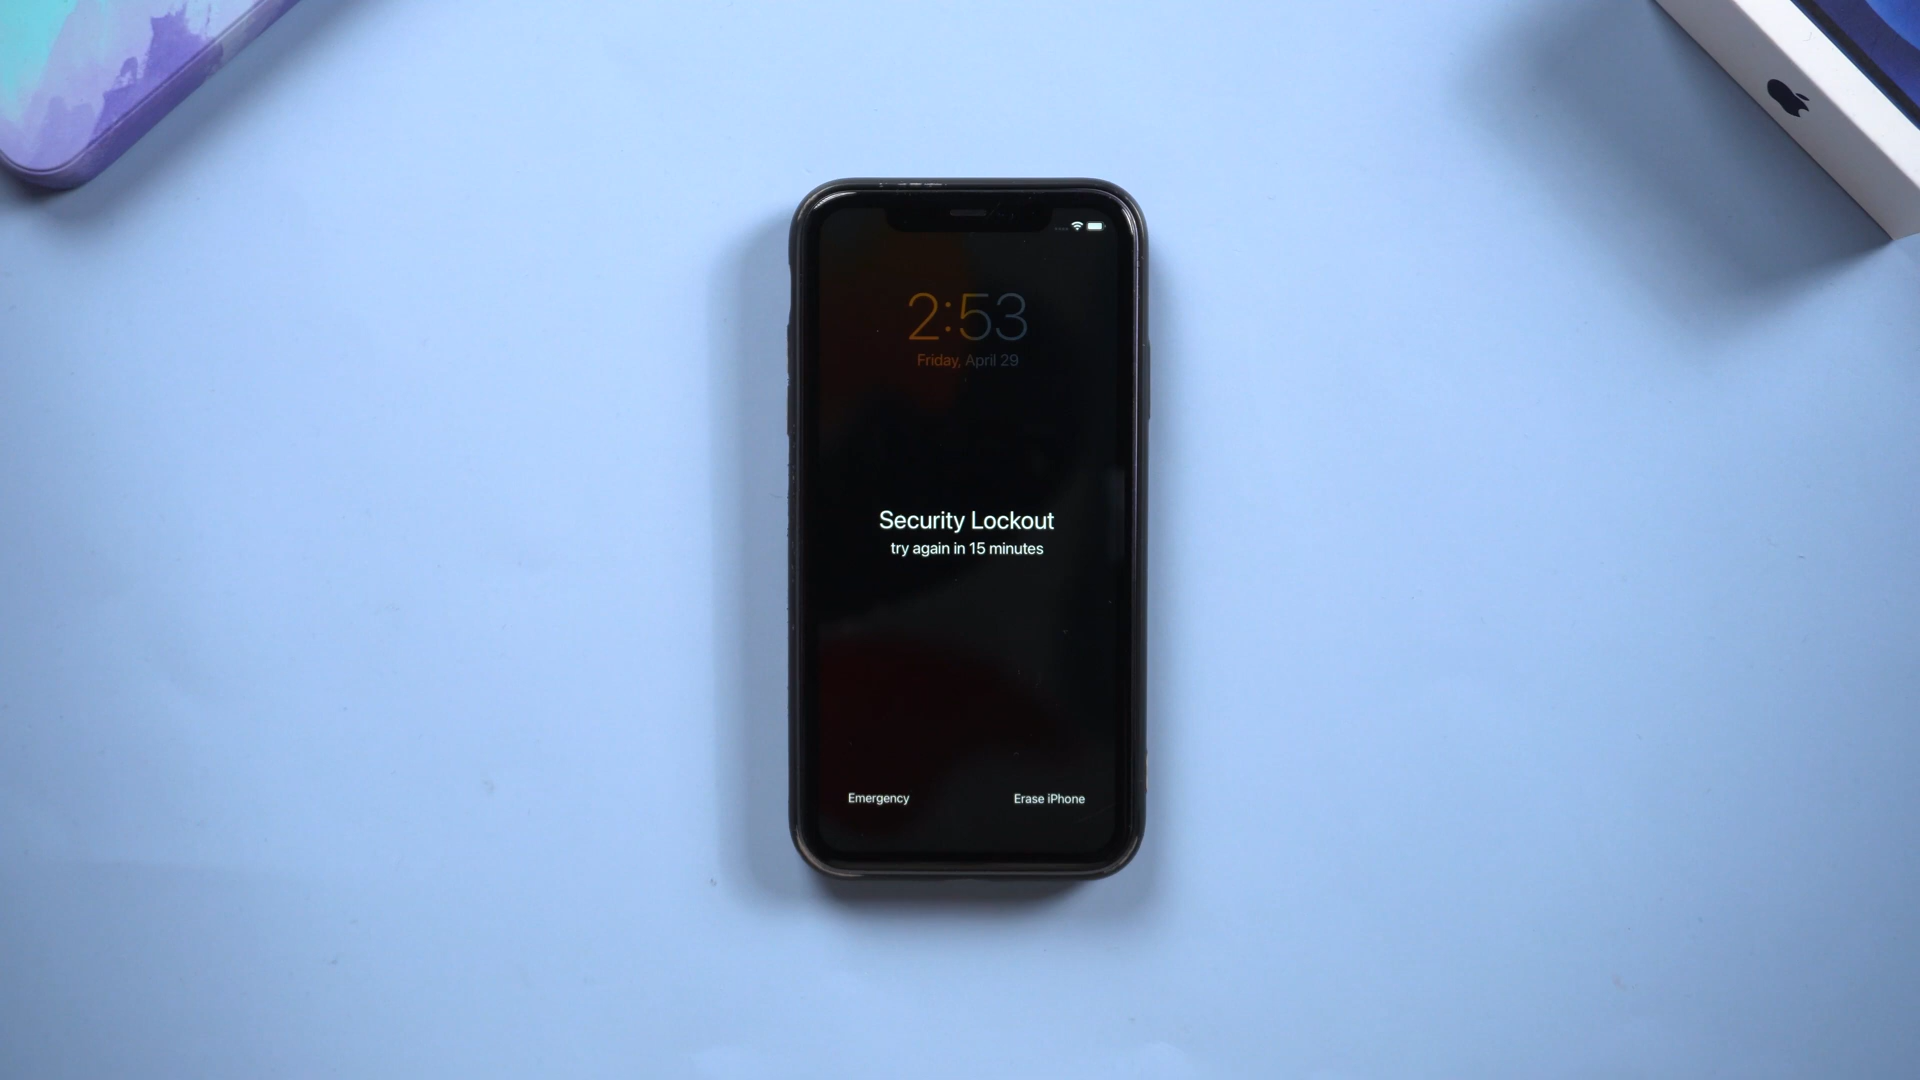 2:53
Friday, April 29
Security Lockout
try again in 15 minutes
Emergency
Erase iPhone